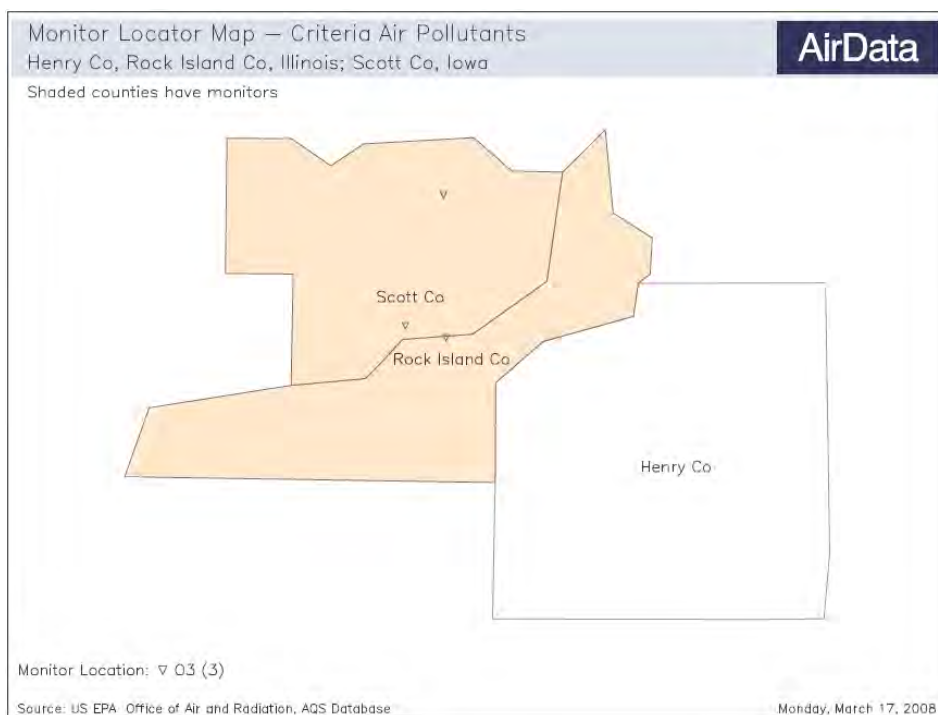 Monitor Locator Map — Criteria Air Pollutants
AirData
Henry Co, Rock Island Co, Illinois; Scott Co, Iowa
Shaded counties have monitors
Scott Co
Rock Island Co
Henry Co
Monitor Location: ▽ O3 (3)
Source: US EPA Office of Air and Radiation, AQS Database
Monday, March 17, 2008